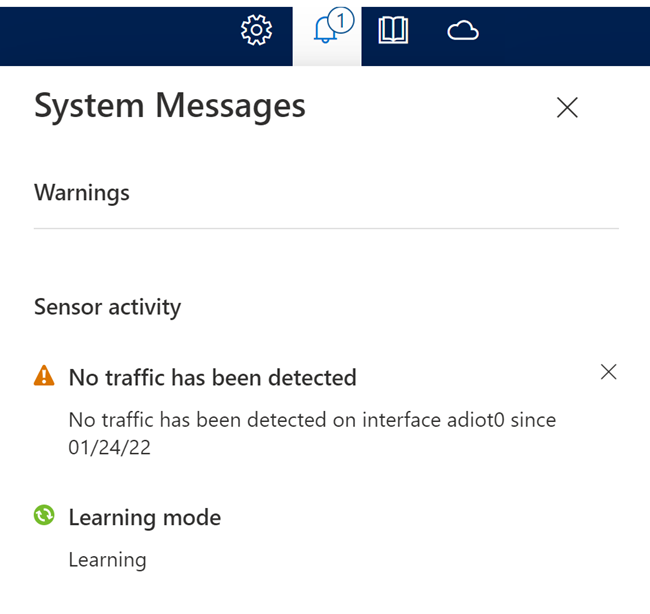 1
System Messages
Warnings
Sensor activity
No traffic has been detected
No traffic has been detected on interface adiot0 since
01/24/22
Learning mode
Learning